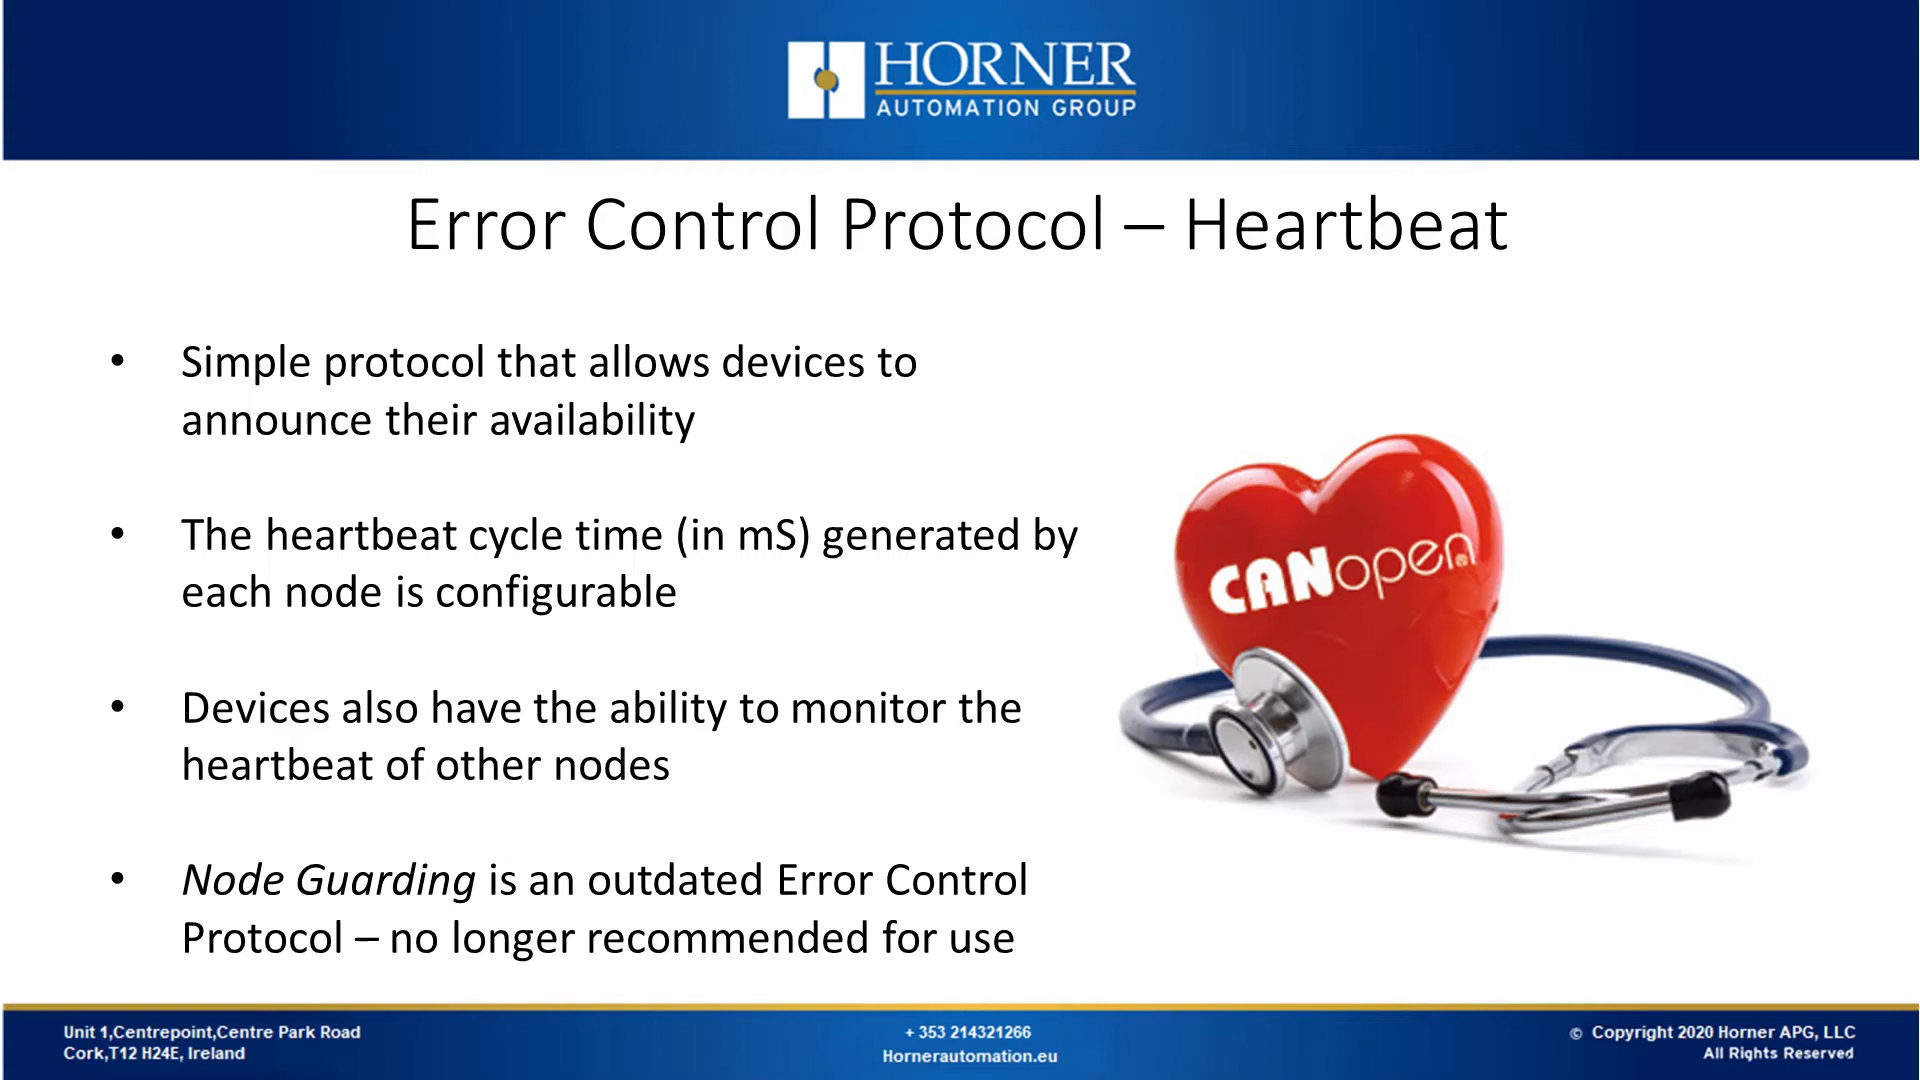 HORNER
AUTOMATION GROUP
Error Control Protocol – Heartbeat
• Simple protocol that allows devices to
announce their availability
• The heartbeat cycle time (in mS) generated by
each node is configurable
CANopen®
• Devices also have the ability to monitor the
heartbeat of other nodes
• Node Guarding is an outdated Error Control
Protocol – no longer recommended for use
Unit 1,Centrepoint,Centre Park Road
Cork,T12 H24E, Ireland
+ 353 214321266
Hornerautomation.eu
© Copyright 2020 Horner APG, LLC
All Rights Reserved